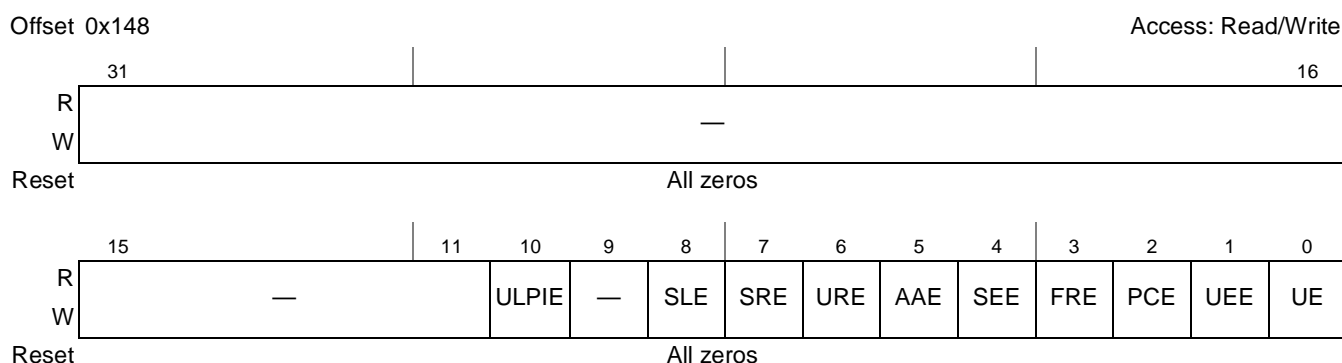 Offset 0x148 Access: Read/Write
31 16
R
—
W
Reset All zeros
15 11 10 9 8 7 6 5 4 3 2 1 0
R
— ULPIE — SLE SRE URE AAE SEE FRE PCE UEE UE
W
Reset All zeros